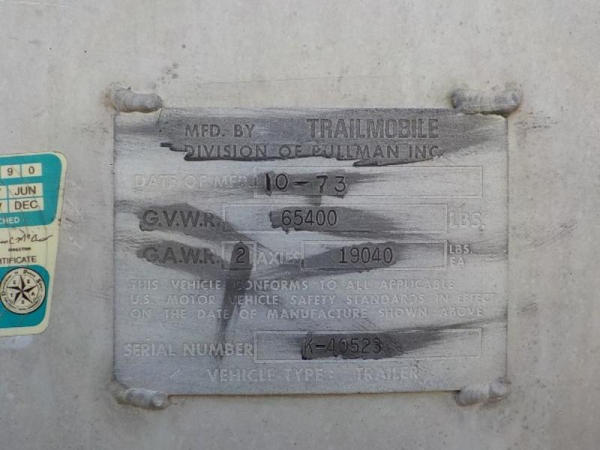 MFD. BY TRAILMOBILE
DIVISION OF PULLMAN INC.
DATE OF MFR. 10-73
G.V.W.R. 65400 LBS.
G.A.W.R. 2 AXLES 19040 LBS. EA.
THIS VEHICLE CONFORMS TO ALL APPLICABLE
U.S. MOTOR VEHICLE SAFETY STANDARDS IN EFFECT
ON THE DATE OF MANUFACTURE SHOWN ABOVE
SERIAL NUMBER K-40523
VEHICLE TYPE: TRAILER
9 0
JUN
DEC